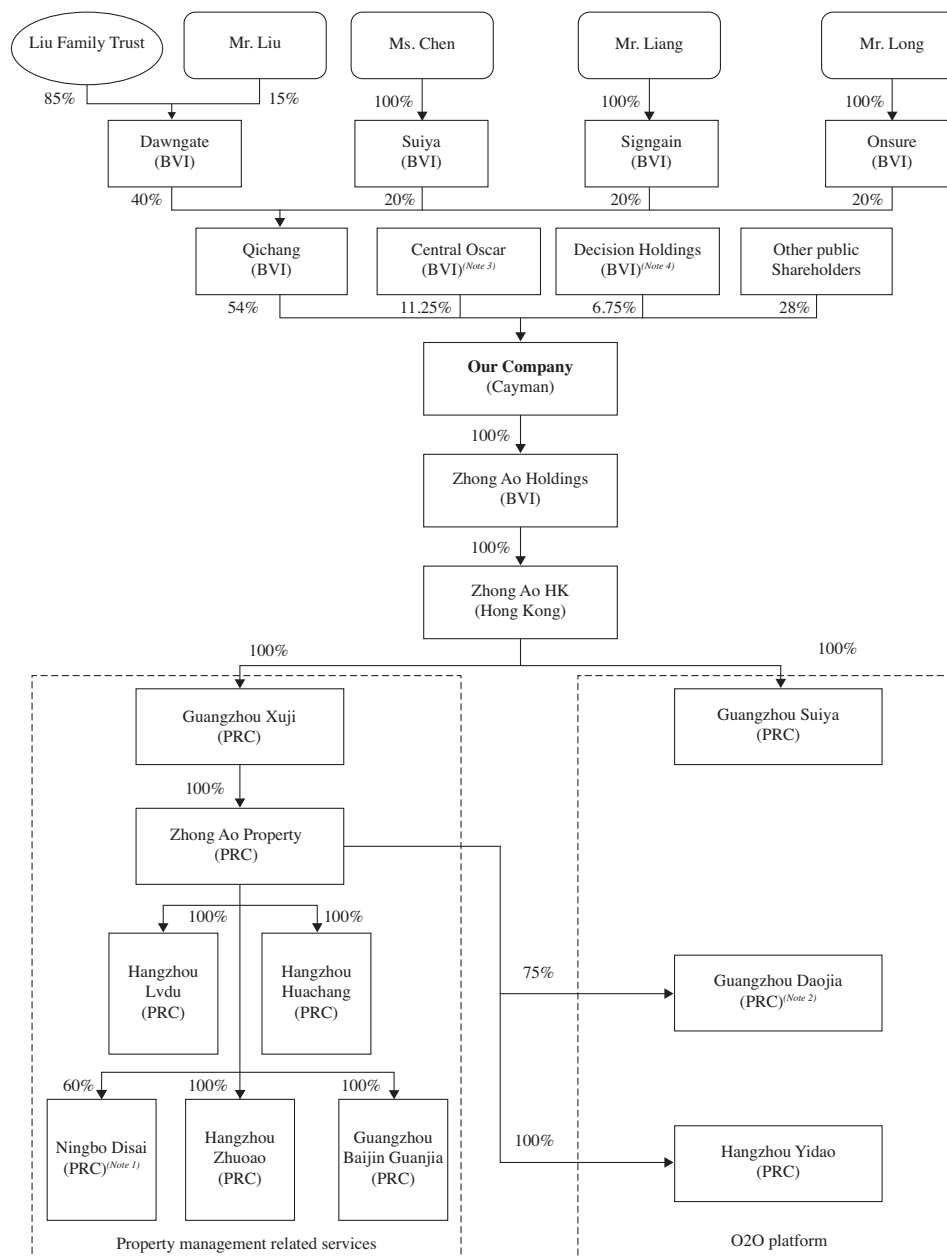 Liu Family Trust
Mr. Liu
Ms. Chen
Mr. Liang
Mr. Long
85%
15%
100%
100%
100%
Dawngate
(BVI)
Suiya
(BVI)
Signgain
(BVI)
Onsure
(BVI)
40%
20%
20%
20%
Qichang
(BVI)
Central Oscar
(BVI)(Note 3)
Decision Holdings
(BVI)(Note 4)
Other public
Shareholders
54%
11.25%
6.75%
28%
Our Company
(Cayman)
100%
Zhong Ao Holdings
(BVI)
100%
Zhong Ao HK
(Hong Kong)
100%
100%
Guangzhou Xuji
(PRC)
Guangzhou Suiya
(PRC)
100%
Zhong Ao Property
(PRC)
100%
100%
Hangzhou
Lvdu
(PRC)
Hangzhou
Huachang
(PRC)
75%
Guangzhou Daojia
(PRC)(Note 2)
60%
100%
100%
Ningbo Disai
(PRC)(Note 1)
Hangzhou
Zhuoao
(PRC)
Guangzhou
Baijin Guanjia
(PRC)
100%
Hangzhou Yidao
(PRC)
Property management related services
O2O platform